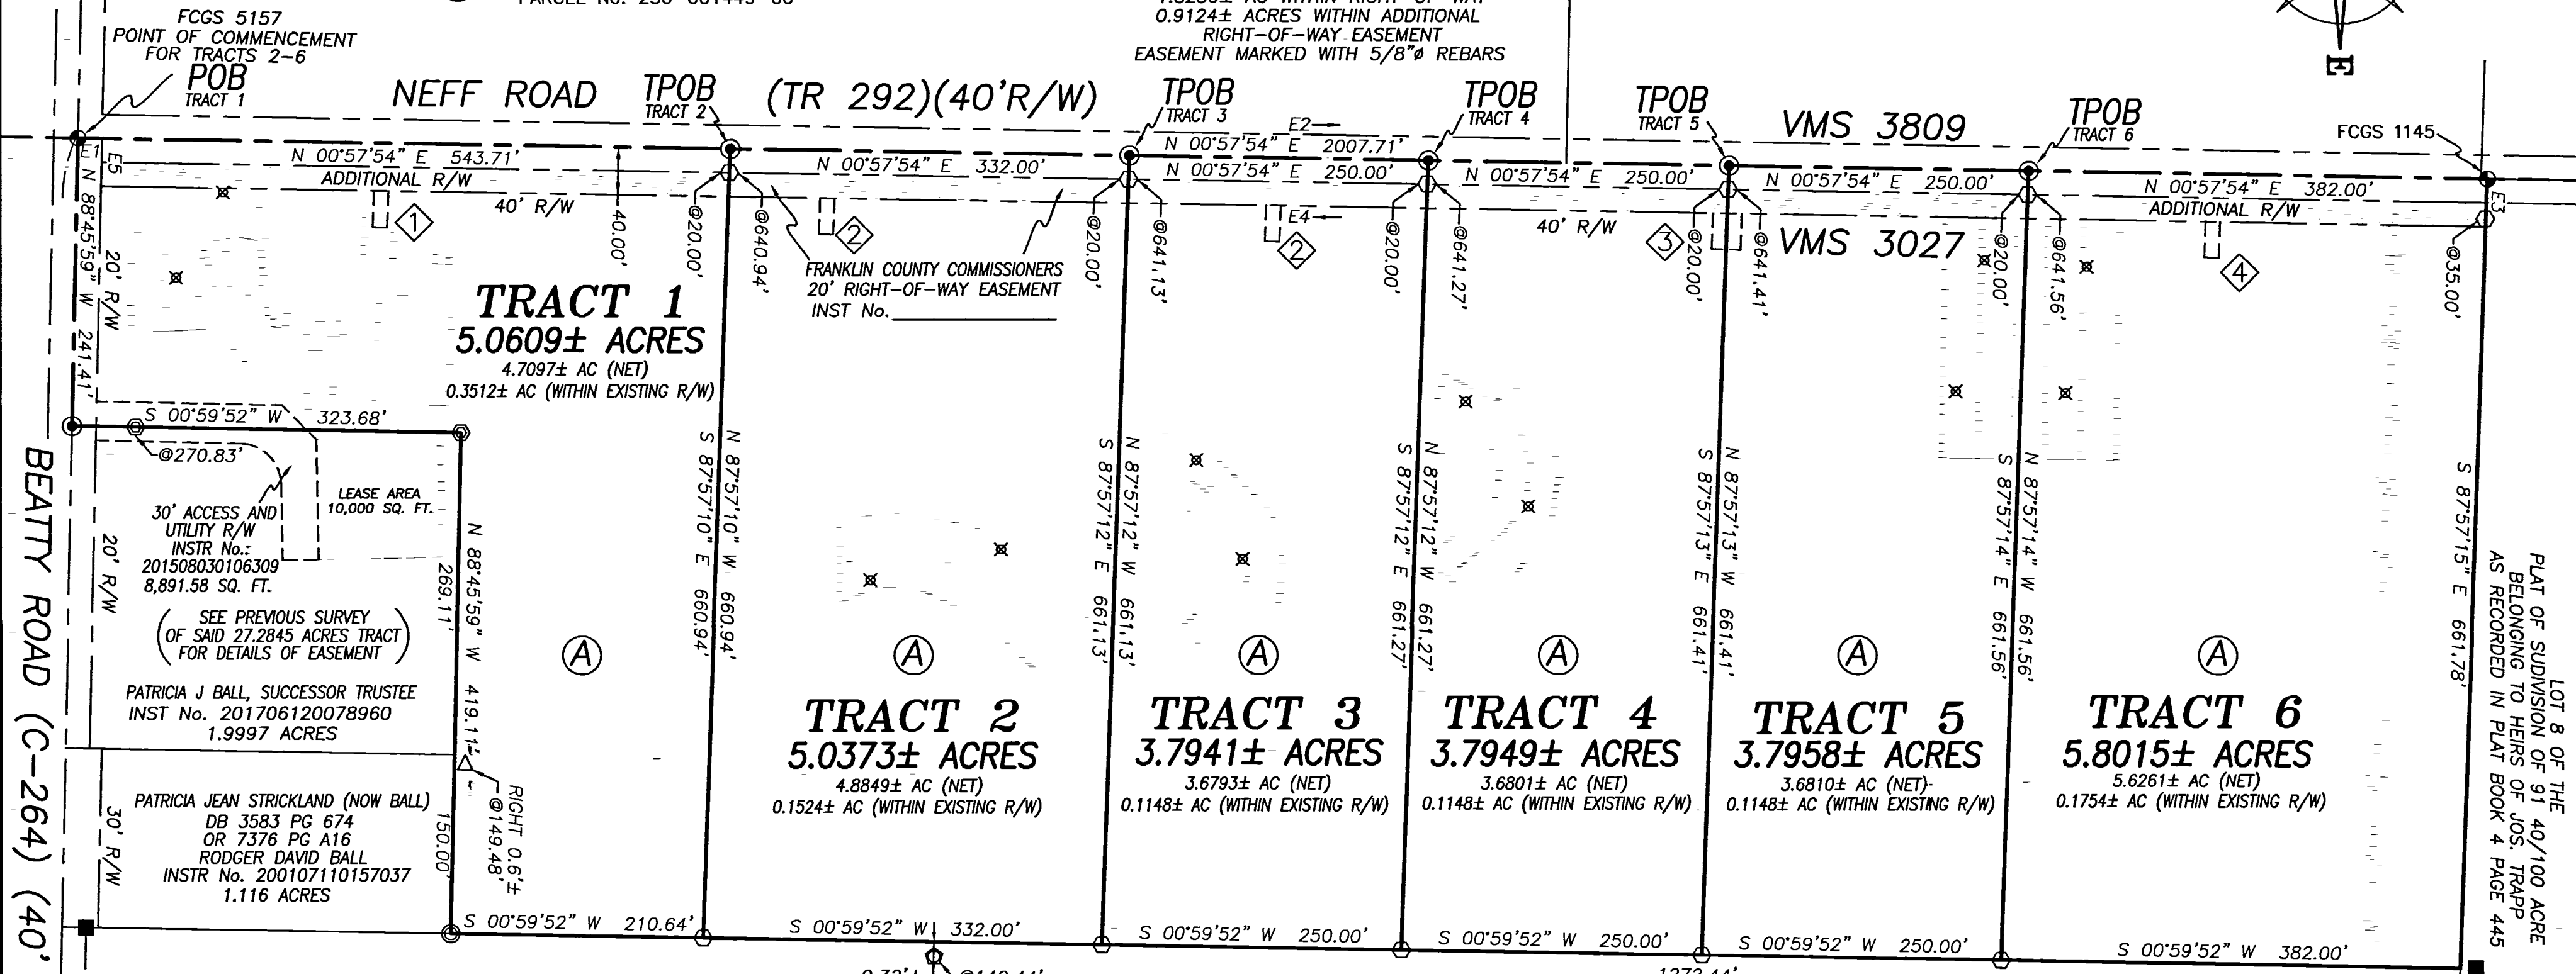 FCGS 5157
POINT OF COMMENCEMENT
FOR TRACTS 2-6
POB
TRACT 1
0.9124± ACRES WITHIN ADDITIONAL
RIGHT-OF-WAY EASEMENT
EASEMENT MARKED WITH 5/8"ø REBARS
E
NEFF ROAD (TR 292)(40'R/W)
TPOB
TRACT 2
TPOB
TRACT 3
TPOB
TRACT 4
TPOB
TRACT 5
TPOB
TRACT 6
VMS 3809
FCGS 1145
E2
N 00°57'54" E 2007.71'
E1
E5
N 00°57'54" E 543.71'
N 00°57'54" E 332.00'
N 00°57'54" E 250.00'
N 00°57'54" E 250.00'
N 00°57'54" E 250.00'
N 00°57'54" E 382.00'
E3
ADDITIONAL R/W
ADDITIONAL R/W
40' R/W
40.00'
E4
40' R/W
1
2
2
3
4
VMS 3027
@20.00'
@640.94'
@20.00'
@641.13'
@20.00'
@641.27'
@20.00'
@641.41'
@20.00'
@641.56'
@35.00'
N 88°45'59" W 241.41'
20' R/W
FRANKLIN COUNTY COMMISSIONERS
20' RIGHT-OF-WAY EASEMENT
INST No.
TRACT 1
5.0609± ACRES
4.7097± AC (NET)
0.3512± AC (WITHIN EXISTING R/W)
S 00°59'52" W 323.68'
@270.83'
LEASE AREA
10,000 SQ. FT.
30' ACCESS AND
UTILITY R/W
INSTR No.:
201508030106309
8,891.58 SQ. FT.
SEE PREVIOUS SURVEY
OF SAID 27.2845 ACRES TRACT
FOR DETAILS OF EASEMENT
20' R/W
PATRICIA J BALL, SUCCESSOR TRUSTEE
INST No. 201706120078960
1.9997 ACRES
PATRICIA JEAN STRICKLAND (NOW BALL)
DB 3583 PG 674
OR 7376 PG A16
RODGER DAVID BALL
INSTR No. 200107110157037
1.116 ACRES
30' R/W
BEATTY ROAD (C-264) (40'
N 88°45'59" W 419.11'
269.11'
150.00'
RIGHT 0.6'±
@149.48'
N 87°57'10" W 660.94'
S 87°57'10" E 660.94'
N 87°57'12" W 661.13'
S 87°57'12" E 661.13'
N 87°57'12" W 661.27'
S 87°57'12" E 661.27'
N 87°57'13" W 661.41'
S 87°57'13" E 661.41'
N 87°57'14" W 661.56'
S 87°57'14" E 661.56'
S 87°57'15" E 661.78'
A
A
A
A
A
A
TRACT 2
5.0373± ACRES
4.8849± AC (NET)
0.1524± AC (WITHIN EXISTING R/W)
TRACT 3
3.7941± ACRES
3.6793± AC (NET)
0.1148± AC (WITHIN EXISTING R/W)
TRACT 4
3.7949± ACRES
3.6801± AC (NET)
0.1148± AC (WITHIN EXISTING R/W)
TRACT 5
3.7958± ACRES
3.6810± AC (NET)
0.1148± AC (WITHIN EXISTING R/W)
TRACT 6
5.8015± ACRES
5.6261± AC (NET)
0.1754± AC (WITHIN EXISTING R/W)
LOT 8 OF THE
PLAT OF SUDIVISION OF 91 40/100 ACRE
BELONGING TO HEIRS OF JOS. TRAPP
AS RECORDED IN PLAT BOOK 4 PAGE 445
S 00°59'52" W 210.64'
S 00°59'52" W 332.00'
S 00°59'52" W 250.00'
S 00°59'52" W 250.00'
S 00°59'52" W 250.00'
S 00°59'52" W 382.00'